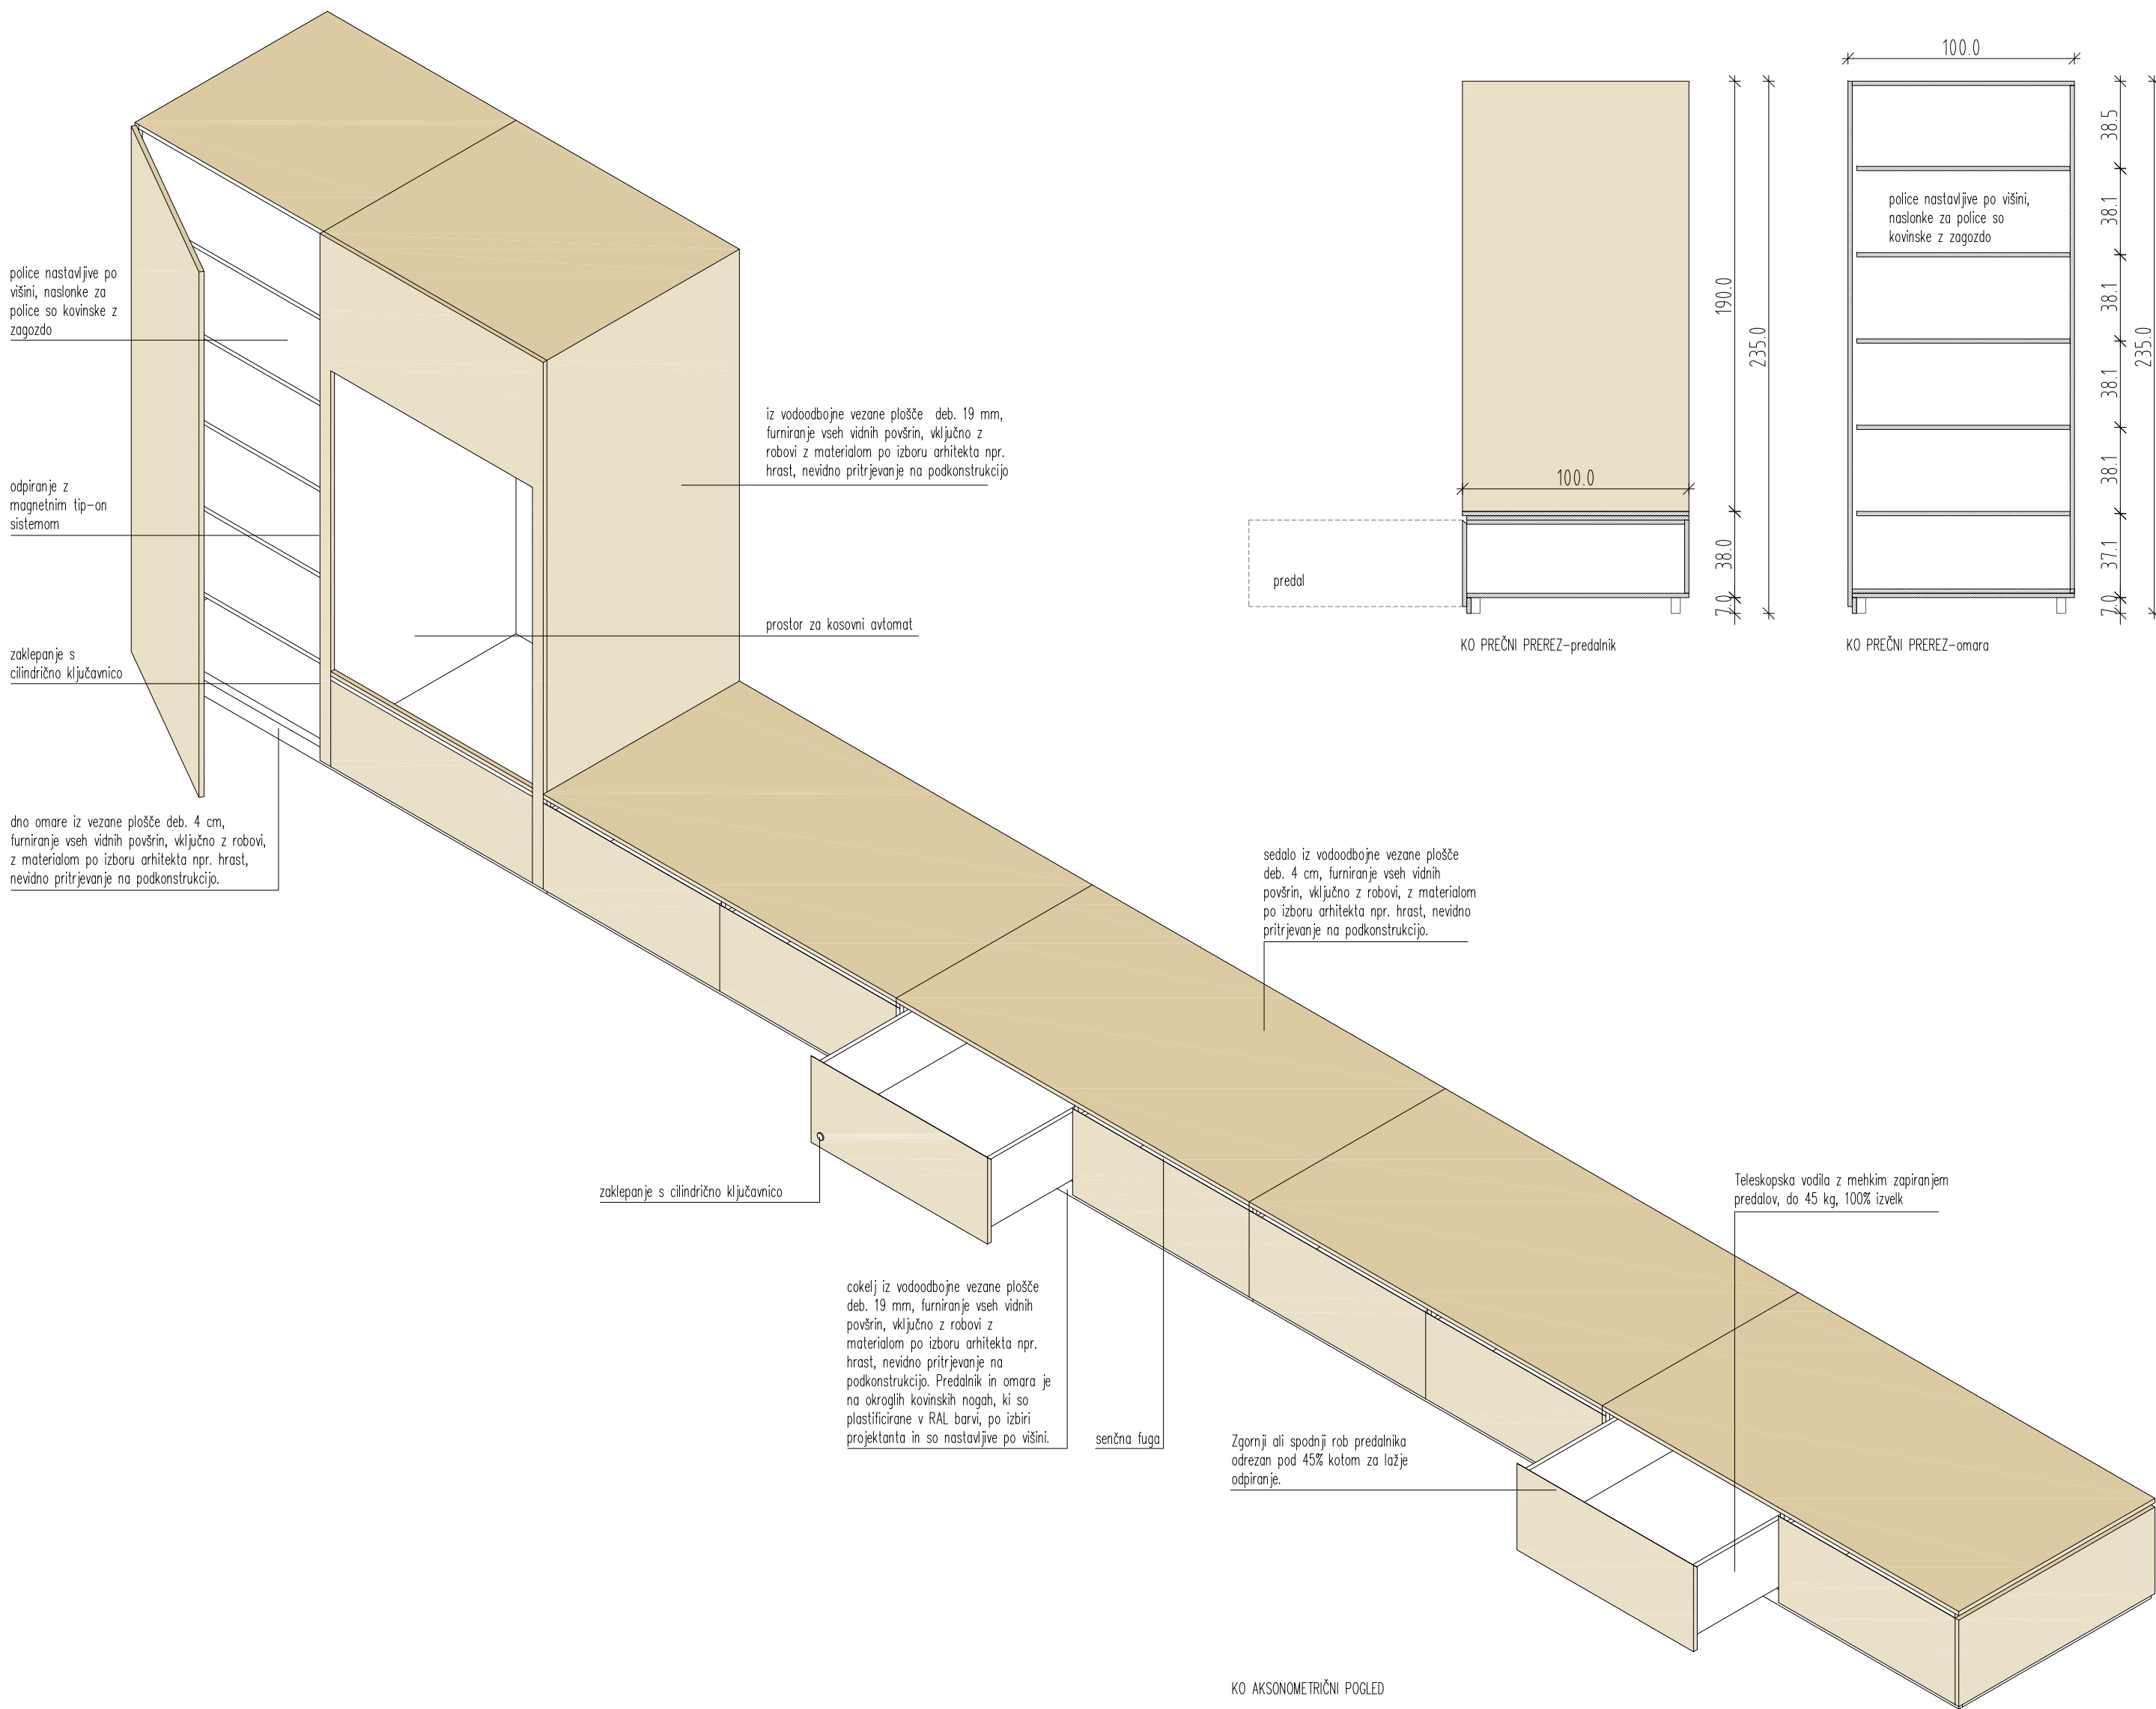 police nastavljive po
višini, naslonke za
police so kovinske z
zagozdo
odpiranje z
magnetnim tip-on
sistemom
zaklepanje s
cilindrično ključavnico
dno omare iz vezane plošče deb. 4 cm,
furniranje vseh vidnih povšrin, vključno z robovi,
z materialom po izboru arhitekta npr. hrast,
nevidno pritrjevanje na podkonstrukcijo.
iz vodoodbojne vezane plošče deb. 19 mm,
furniranje vseh vidnih povšrin, vključno z
robovi z materialom po izboru arhitekta npr.
hrast, nevidno pritrjevanje na podkonstrukcijo
prostor za kosovni avtomat
100.0
190.0
38.0
7.0
235.0
predal
KO PREČNI PREREZ-predalnik
100.0
police nastavljive po višini,
naslonke za police so
kovinske z zagozdo
38.5
38.1
38.1
38.1
38.1
37.1
7.0
235.0
KO PREČNI PREREZ-omara
sedalo iz vodoodbojne vezane plošče
deb. 4 cm, furniranje vseh vidnih
povšrin, vključno z robovi, z materialom
po izboru arhitekta npr. hrast, nevidno
pritrjevanje na podkonstrukcijo.
zaklepanje s cilindrično ključavnico
cokelj iz vodoodbojne vezane plošče
deb. 19 mm, furniranje vseh vidnih
povšrin, vključno z robovi z
materialom po izboru arhitekta npr.
hrast, nevidno pritrjevanje na
podkonstrukcijo. Predalnik in omara je
na okroglih kovinskih nogah, ki so
plastificirane v RAL barvi, po izbiri
projektanta in so nastavljive po višini.
senčna fuga
Teleskopska vodila z mehkim zapiranjem
predalov, do 45 kg, 100% izvelk
Zgornji ali spodnji rob predalnika
odrezan pod 45% kotom za lažje
odpiranje.
KO AKSONOMETRIČNI POGLED